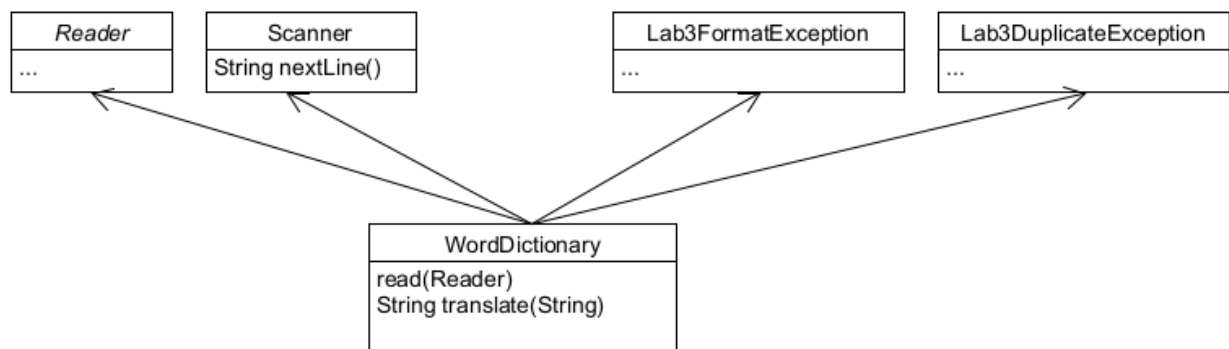 Reader
...
Scanner
String nextLine()
Lab3FormatException
...
Lab3DuplicateException
...
WordDictionary
read(Reader)
String translate(String)